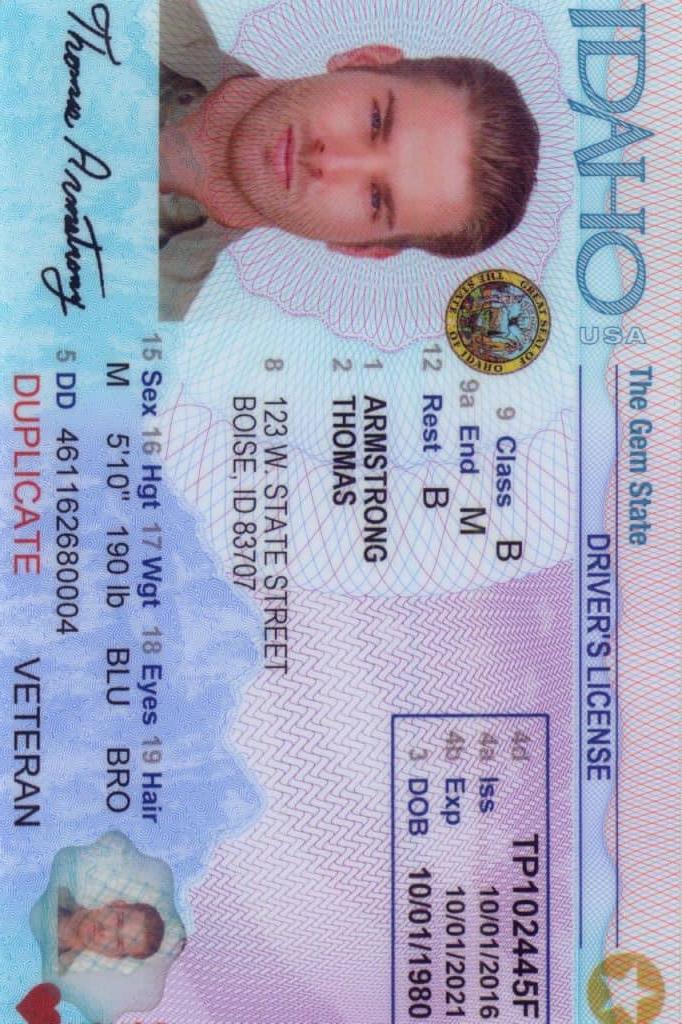 IDAHO USA
The Gem State
DRIVER'S LICENSE
GREAT SEAL OF THE STATE OF IDAHO
9 Class B
9a End M
12 Rest B
4d TP102445F
4a Iss 10/01/2016
4b Exp 10/01/2021
3 DOB 10/01/1980
1 ARMSTRONG
2 THOMAS
8 123 W. STATE STREET
BOISE, ID 83707
15 Sex 16 Hgt 17 Wgt 18 Eyes 19 Hair
M 5'10" 190 lb BLU BRO
5 DD 461162680004
DUPLICATE VETERAN
Thomas Armstrong